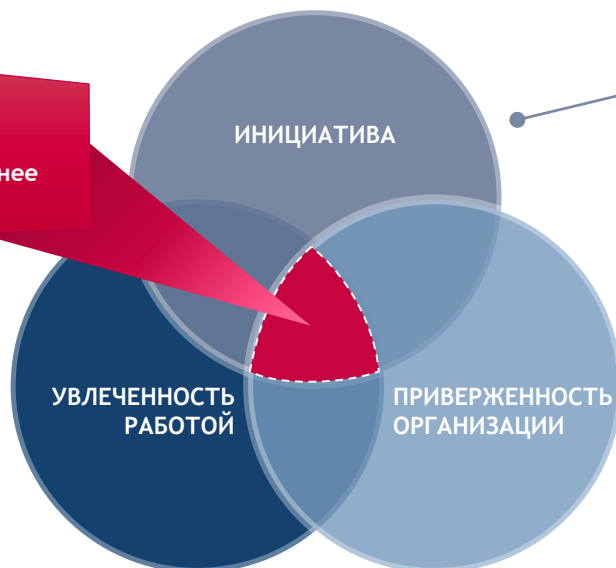 ИНИЦИАТИВА
нее
УВЛЕЧЕННОСТЬ
РАБОТОЙ
ПРИВЕРЖЕННОСТЬ
ОРГАНИЗАЦИИ